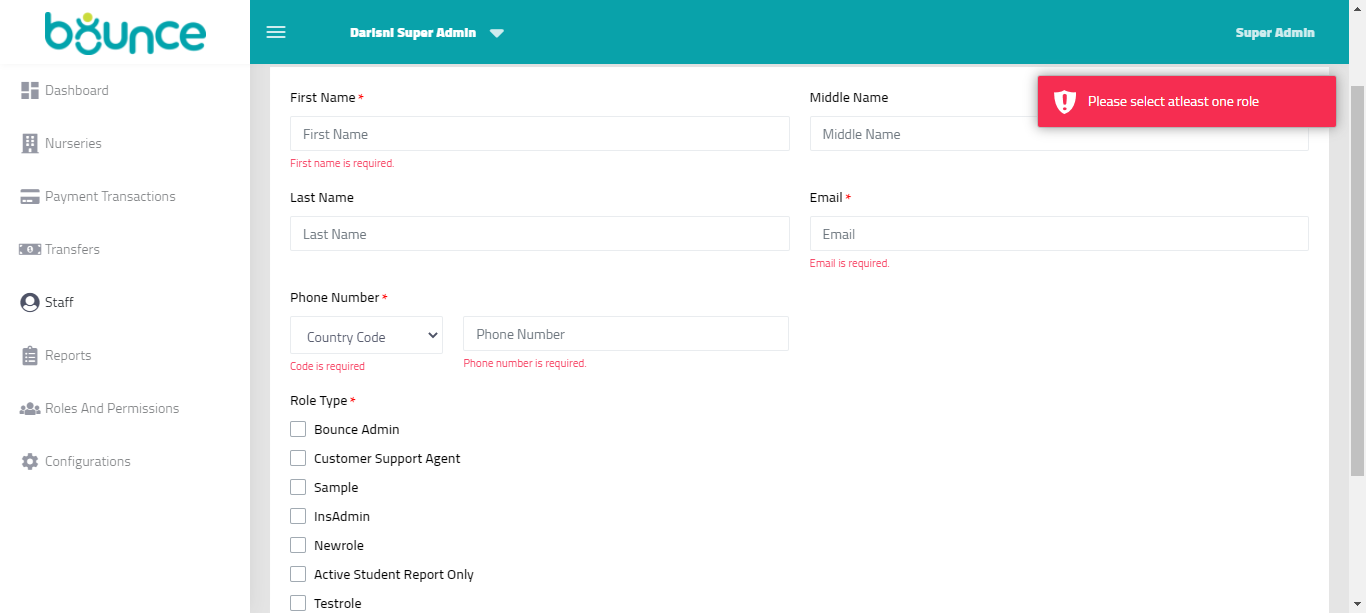 bounce
Darisni Super Admin
Super Admin
Dashboard
Nurseries
Payment Transactions
Transfers
Staff
Reports
Roles And Permissions
Configurations
Please select atleast one role
First Name *
First Name
First name is required.
Middle Name
Middle Name
Last Name
Last Name
Email *
Email
Email is required.
Phone Number *
Country Code
Code is required
Phone Number
Phone number is required.
Role Type *
Bounce Admin
Customer Support Agent
Sample
InsAdmin
Newrole
Active Student Report Only
Testrole